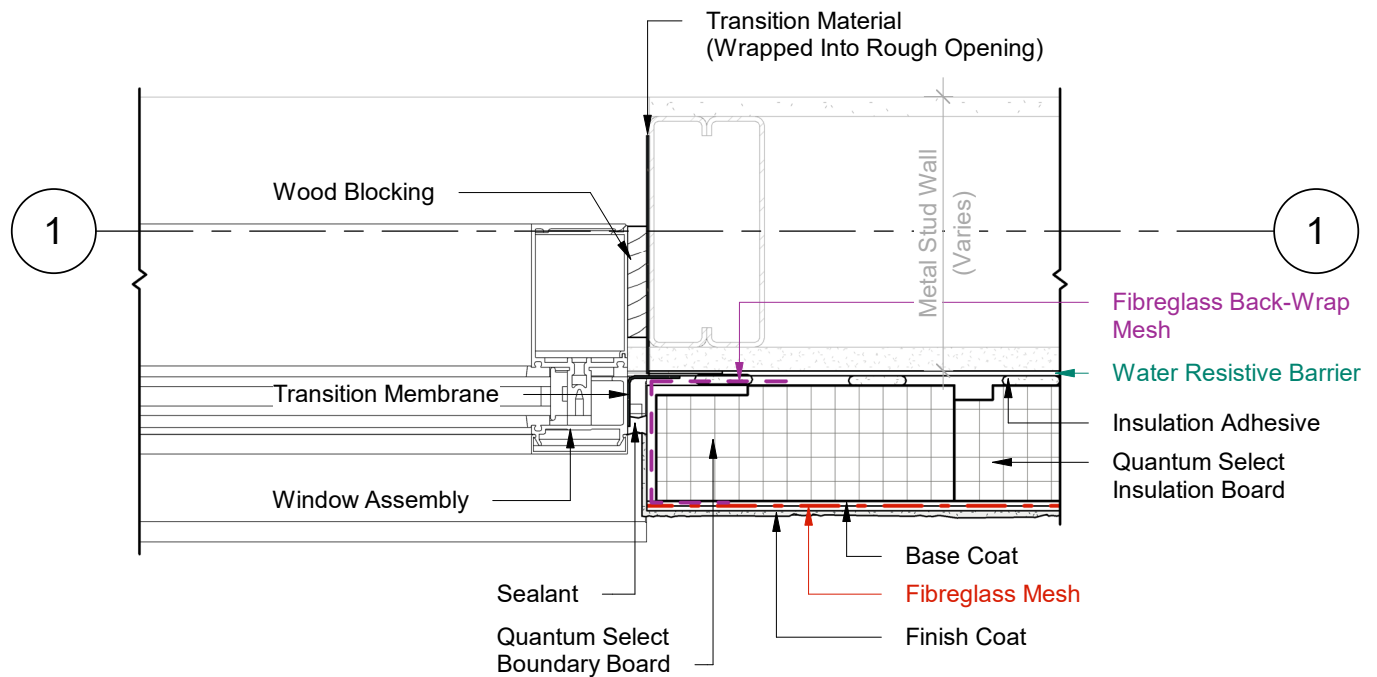 Transition Material
(Wrapped Into Rough Opening)
Wood Blocking
Metal Stud Wall
(Varies)
1
1
Fibreglass Back-Wrap
Mesh
Water Resistive Barrier
Transition Membrane
Insulation Adhesive
Quantum Select
Insulation Board
Window Assembly
Base Coat
Sealant
Fibreglass Mesh
Quantum Select
Boundary Board
Finish Coat